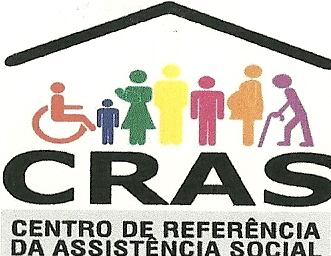 CRAS
CENTRO DE REFERÊNCIA
DA ASSISTÊNCIA SOCIAL